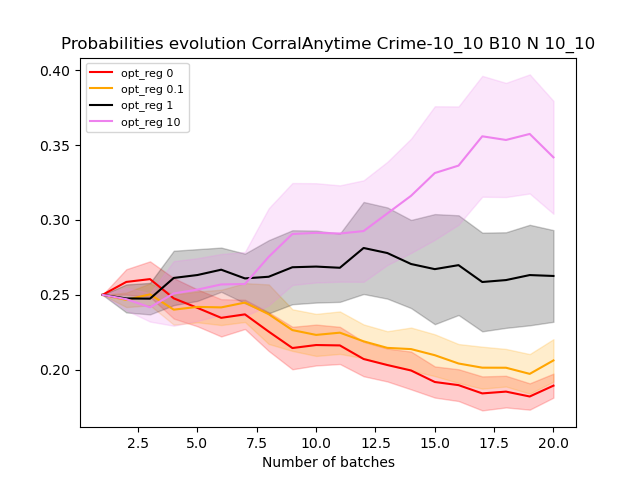 Probabilities evolution CorralAnytime Crime-10_10 B10 N 10_10
opt_reg 0
opt_reg 0.1
opt_reg 1
opt_reg 10
0.40
0.35
0.30
0.25
0.20
2.5 5.0 7.5 10.0 12.5 15.0 17.5 20.0
Number of batches